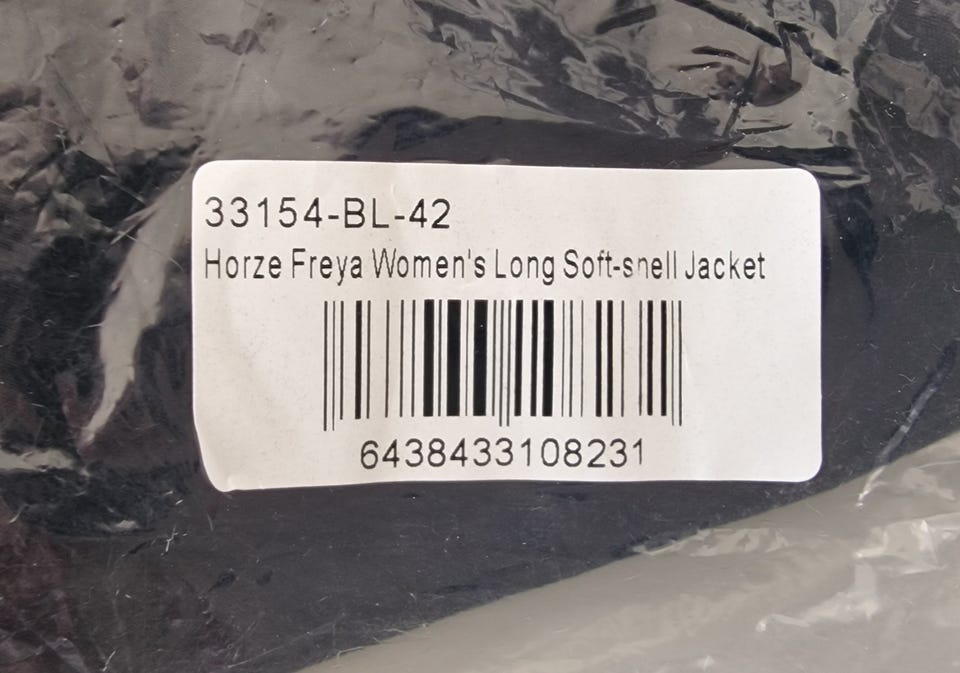 33154-BL-42
Horze Freya Women's Long Soft-shell Jacket
6438433108231